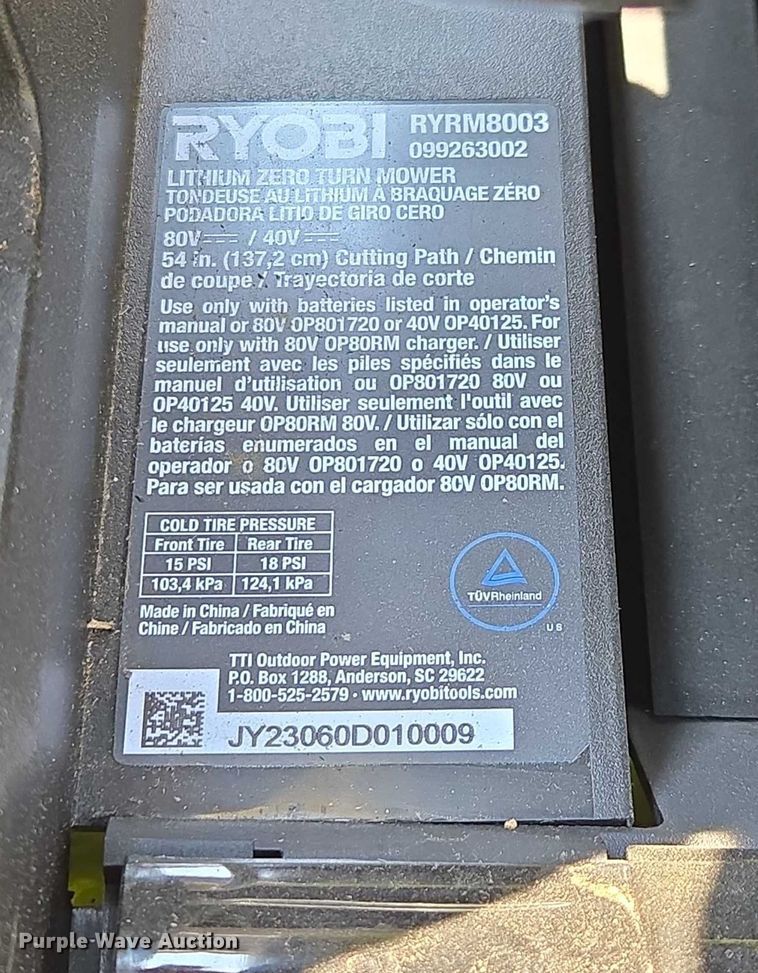 RYOBI RYRM8003
099263002
LITHIUM ZERO TURN MOWER
TONDEUSE AU LITHIUM À BRAQUAGE ZÉRO
PODADORA LITIO DE GIRO CERO
80V⎓ / 40V⎓
54 in. (137,2 cm) Cutting Path / Chemin
de coupe / Trayectoria de corte
Use only with batteries listed in operator's
manual or 80V OP801720 or 40V OP40125. For
use only with 80V OP80RM charger. / Utiliser
seulement avec les piles spécifiés dans le
manuel d'utilisation ou OP801720 80V ou
OP40125 40V. Utiliser seulement l'outil avec
le chargeur OP80RM 80V. / Utilizar sólo con el
baterías enumerados en el manual del
operador o 80V OP801720 o 40V OP40125.
Para ser usada con el cargador 80V OP80RM.
COLD TIRE PRESSURE
Front Tire Rear Tire
15 PSI 18 PSI
103,4 kPa 124,1 kPa
TÜVRheinland
US
Made in China / Fabriqué en
Chine / Fabricado en China
TTI Outdoor Power Equipment, Inc.
P.O. Box 1288, Anderson, SC 29622
1-800-525-2579 · www.ryobitools.com
JY23060D010009
Purple Wave Auction